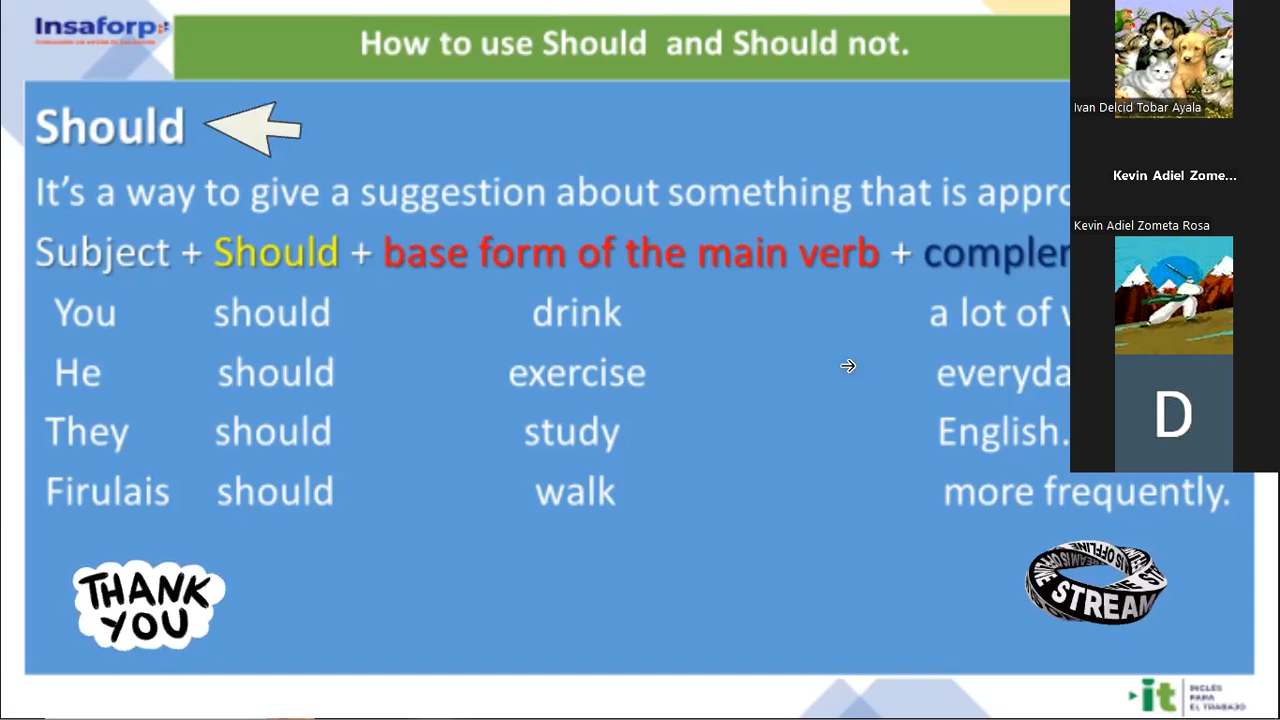 Insaforp
How to use Should and Should not.
Should
It's a way to give a suggestion about something that is appro
Subject + Should + base form of the main verb + complem
You should drink a lot of
He should exercise everyda
They should study English.
Firulais should walk more frequently.
THANK
YOU
STREAM
IS OFFLINE
it INGLÉS
PARA
EL TRABAJO
Ivan Delcid Tobar Ayala
Kevin Adiel Zome...
Kevin Adiel Zometa Rosa
D